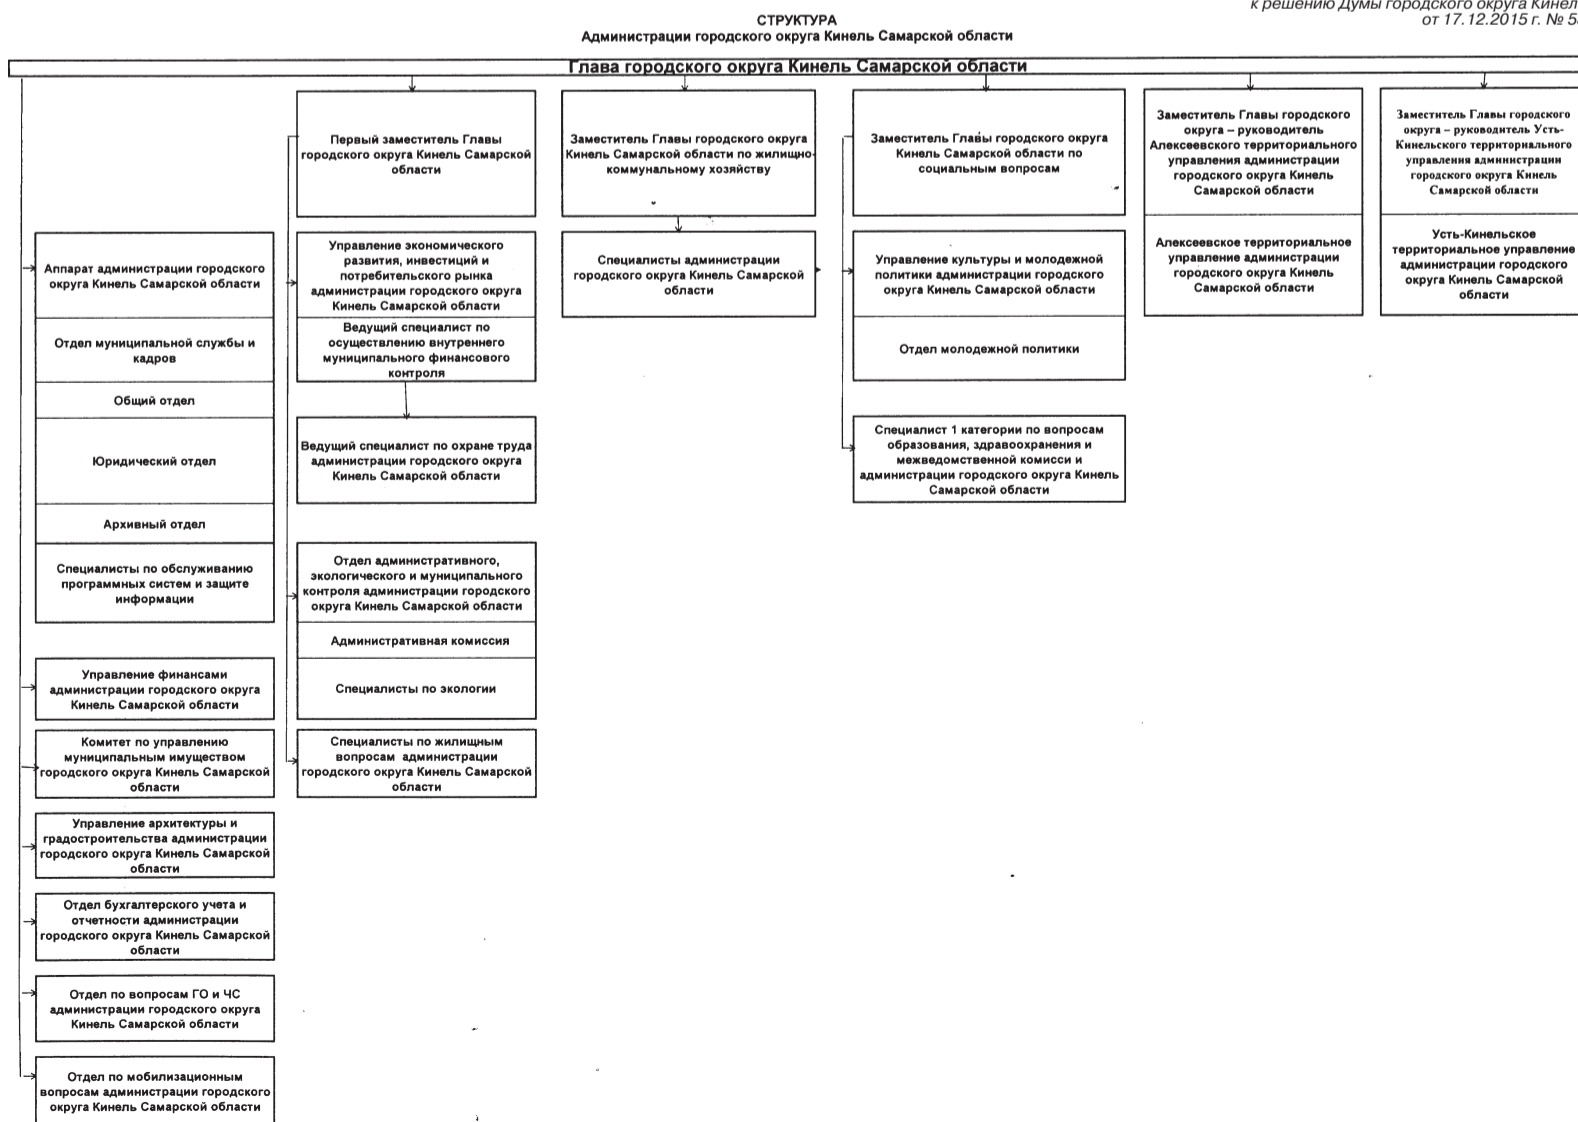 к решению Думы городского округа Кинель
от 17.12.2015 г. №
СТРУКТУРА
Администрации городского округа Кинель Самарской области
Глава городского округа Кинель Самарской области
Первый заместитель Главы
городского округа Кинель Самарской
области
Заместитель Главы городского округа
Кинель Самарской области по жилищно-
коммунальному хозяйству
Заместитель Главы городского округа
Кинель Самарской области по
социальным вопросам
Заместитель Главы городского
округа – руководитель
Алексеевского территориального
управления администрации
городского округа Кинель
Самарской области
Заместитель Главы городского
округа – руководитель Усть-
Кинельского территориального
управления администрации
городского округа Кинель
Самарской области
Аппарат администрации городского
округа Кинель Самарской области
Отдел муниципальной службы и
кадров
Общий отдел
Юридический отдел
Архивный отдел
Специалисты по обслуживанию
программных систем и защите
информации
Управление финансами
администрации городского округа
Кинель Самарской области
Комитет по управлению
муниципальным имуществом
городского округа Кинель Самарской
области
Управление архитектуры и
градостроительства администрации
городского округа Кинель Самарской
области
Отдел бухгалтерского учета и
отчетности администрации
городского округа Кинель Самарской
области
Отдел по вопросам ГО и ЧС
администрации городского округа
Кинель Самарской области
Отдел по мобилизационным
вопросам администрации городского
округа Кинель Самарской области
Управление экономического
развития, инвестиций и
потребительского рынка
администрации городского округа
Кинель Самарской области
Ведущий специалист по
осуществлению внутреннего
муниципального финансового
контроля
Ведущий специалист по охране труда
администрации городского округа
Кинель Самарской области
Отдел административного,
экологического и муниципального
контроля администрации городского
округа Кинель Самарской области
Административная комиссия
Специалисты по экологии
Специалисты по жилищным
вопросам администрации
городского округа Кинель Самарской
области
Специалисты администрации
городского округа Кинель Самарской
области
Управление культуры и молодежной
политики администрации городского
округа Кинель Самарской области
Отдел молодежной политики
Специалист 1 категории по вопросам
образования, здравоохранения и
межведомственной комисси и
администрации городского округа Кинель
Самарской области
Алексеевское территориальное
управление администрации
городского округа Кинель
Самарской области
Усть-Кинельское
территориальное управление
администрации городского
округа Кинель Самарской
области